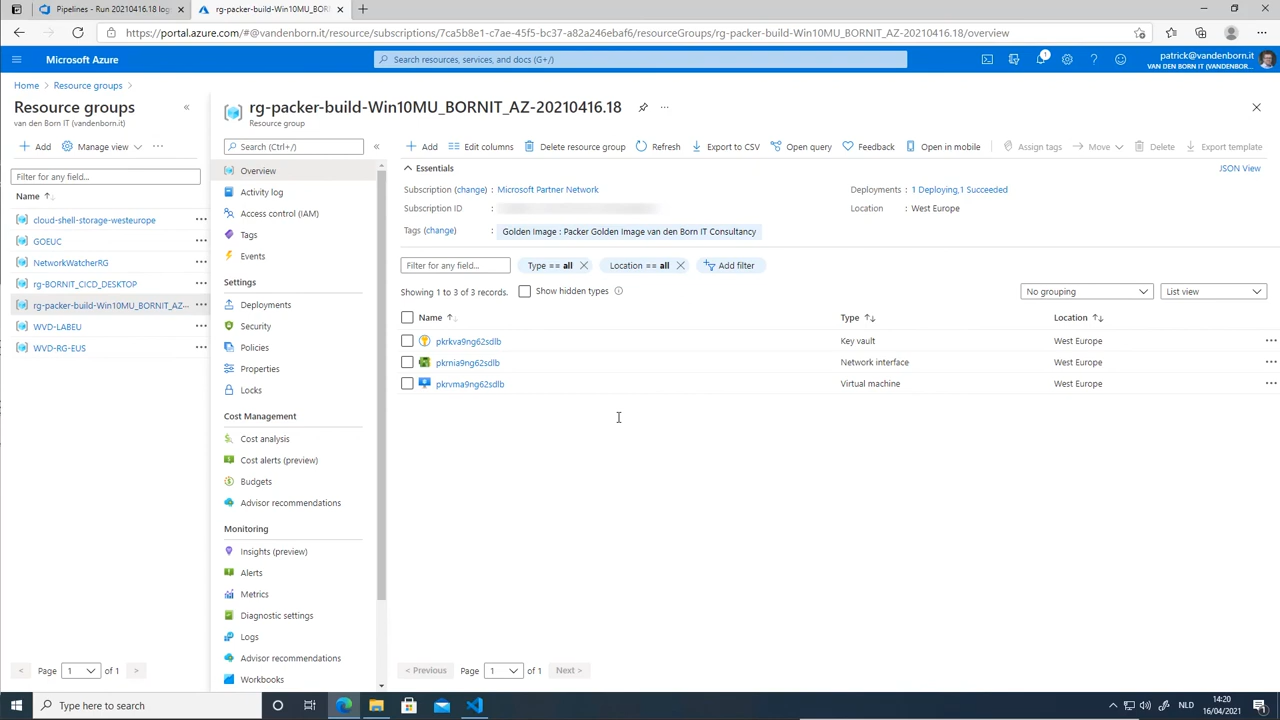 Pipelines - Run 20210416.18 log
rg-packer-build-Win10MU_BORNI
https://portal.azure.com/#@vandenborn.it/resource/subscriptions/7ca5b8e1-c7ae-45f5-bc37-a82a246ebaf6/resourceGroups/rg-packer-build-Win10MU_BORNIT_AZ-20210416.18/overview
Microsoft Azure
Search resources, services, and docs (G+/)
1
patrick@vandenborn.it
VAN DEN BORN IT (VANDENBOR...
Home
Resource groups
Resource groups
van den Born IT (vandenborn.it)
«
Add
Manage view
...
Filter for any field...
Name
cloud-shell-storage-westeurope
GOEUC
NetworkWatcherRG
rg-BORNIT_CICD_DESKTOP
rg-packer-build-Win10MU_BORNIT_AZ-...
WVD-LABEU
WVD-RG-EUS
< Page 1 of 1 >
rg-packer-build-Win10MU_BORNIT_AZ-20210416.18
Resource group
Search (Ctrl+/)
«
Overview
Activity log
Access control (IAM)
Tags
Events
Settings
Deployments
Security
Policies
Properties
Locks
Cost Management
Cost analysis
Cost alerts (preview)
Budgets
Advisor recommendations
Monitoring
Insights (preview)
Alerts
Metrics
Diagnostic settings
Logs
Advisor recommendations
Workbooks
Add
Edit columns
Delete resource group
Refresh
Export to CSV
Open query
Feedback
Open in mobile
Assign tags
Move
Delete
Export template
Essentials
JSON View
Subscription (change) : Microsoft Partner Network
Deployments : 1 Deploying,1 Succeeded
Subscription ID :
Location : West Europe
Tags (change) : Golden Image : Packer Golden Image van den Born IT Consultancy
Filter for any field...
Type == all
Location == all
Add filter
Showing 1 to 3 of 3 records.
Show hidden types
No grouping
List view
Name Type Location
pkrkva9ng62sdlb Key vault West Europe
pkrnia9ng62sdlb Network interface West Europe
pkrvma9ng62sdlb Virtual machine West Europe
< Previous Page 1 of 1 Next >
Type here to search
NLD
14:20
16/04/2021
1